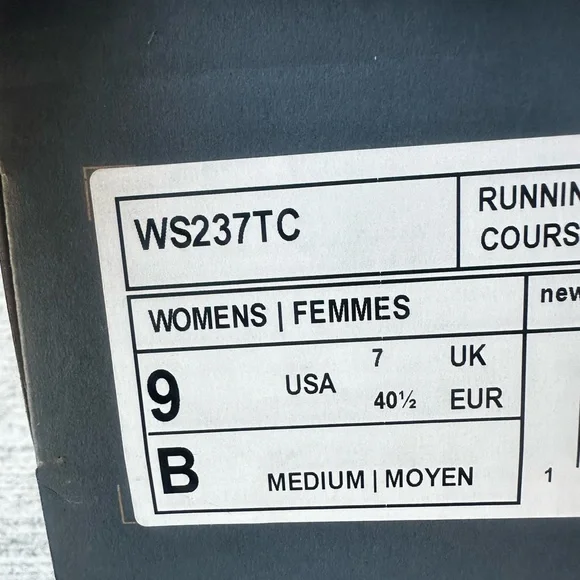 WS237TC
RUNNIN
COURS
WOMENS | FEMMES
new
9 USA 7 UK
40½ EUR
B MEDIUM | MOYEN
1